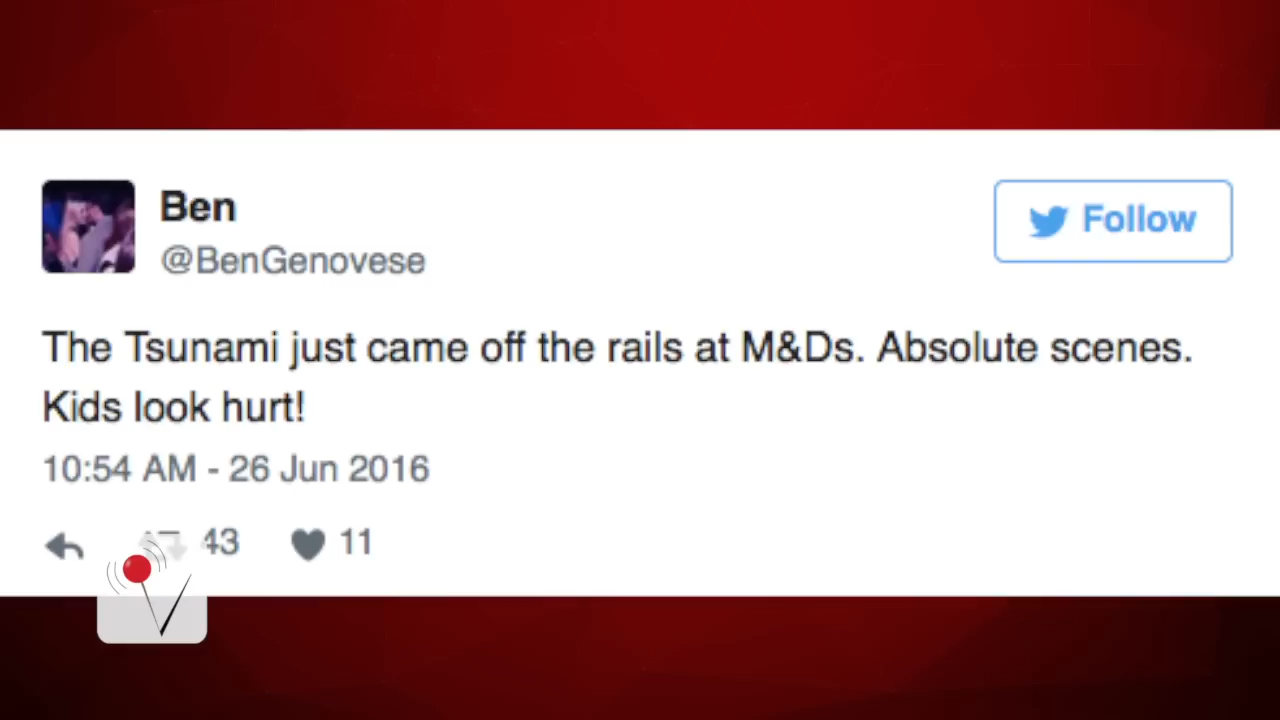 Ben
@BenGenovese
Follow
The Tsunami just came off the rails at M&Ds. Absolute scenes.
Kids look hurt!
10:54 AM - 26 Jun 2016
43 11